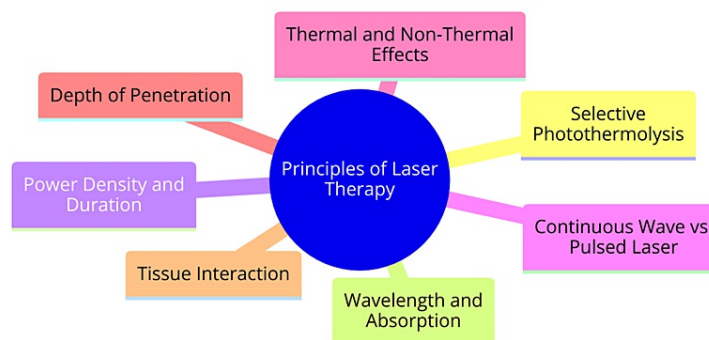 Thermal and Non-Thermal
Effects
Depth of Penetration
Selective
Photothermolysis
Principles of Laser
Therapy
Power Density and
Duration
Continuous Wave vs
Pulsed Laser
Tissue Interaction
Wavelength and
Absorption